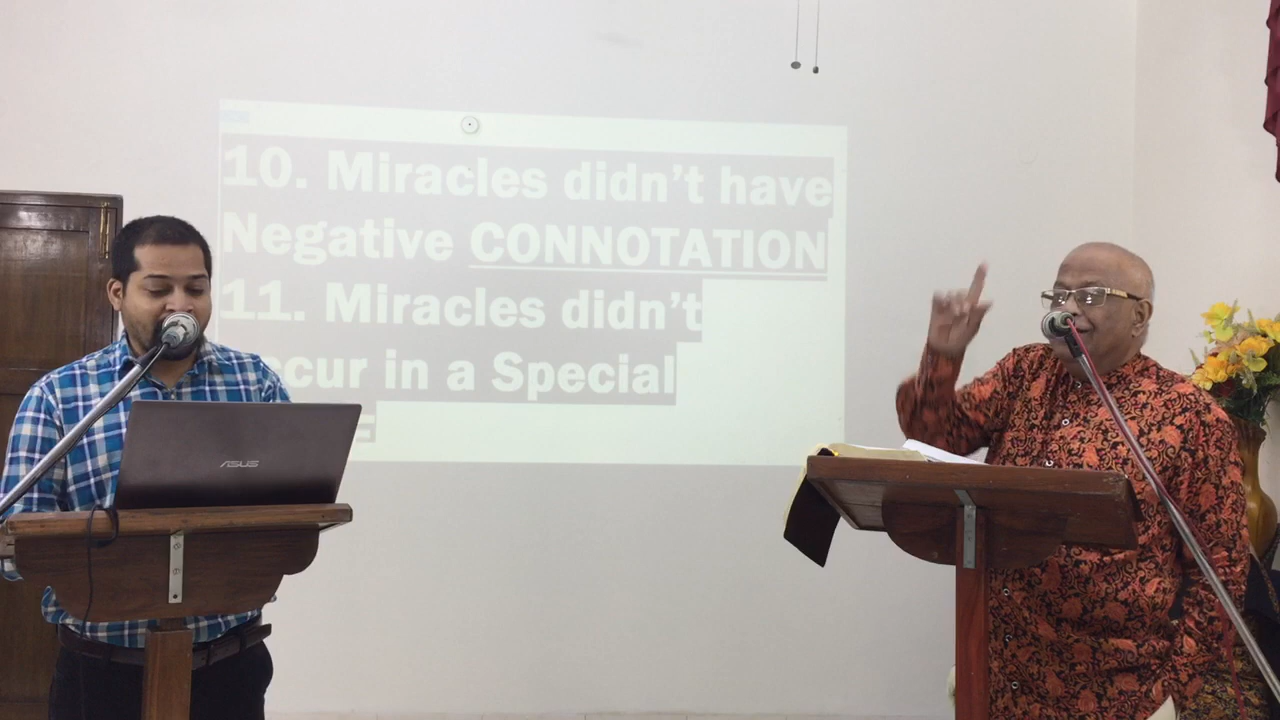 10. Miracles didn't have
Negative CONNOTATION
11. Miracles didn't
in a Special
ASUS